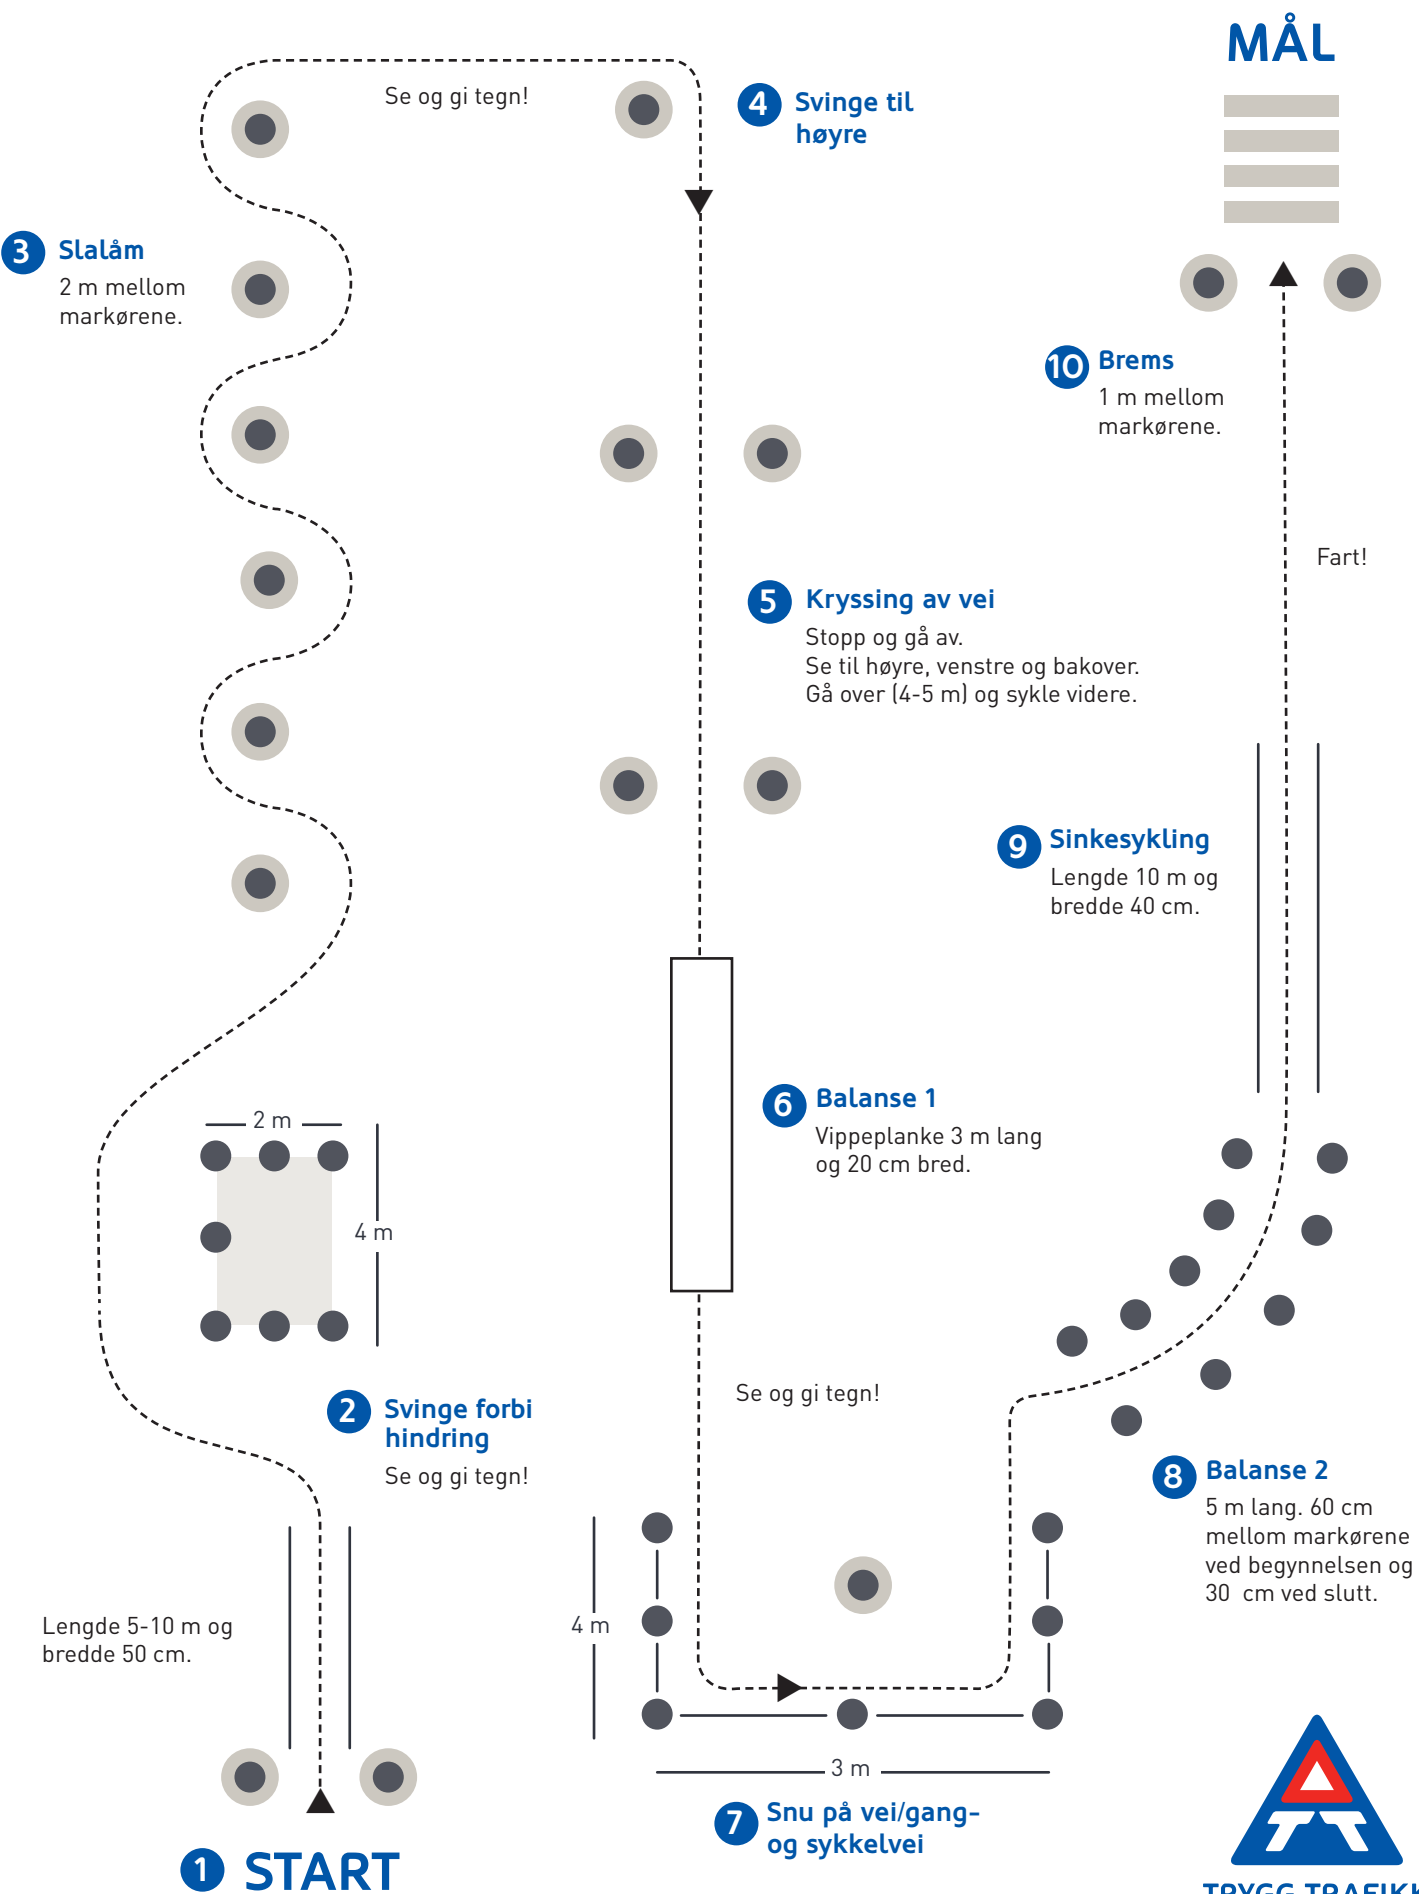 MÅL
Se og gi tegn!
4 Svinge til
høyre
3 Slalåm
2 m mellom
markørene.
10 Brems
1 m mellom
markørene.
Fart!
5 Kryssing av vei
Stopp og gå av.
Se til høyre, venstre og bakover.
Gå over (4-5 m) og sykle videre.
9 Sinkesykling
Lengde 10 m og
bredde 40 cm.
6 Balanse 1
Vippeplanke 3 m lang
og 20 cm bred.
2 m
4 m
2 Svinge forbi
hindring
Se og gi tegn!
Se og gi tegn!
8 Balanse 2
5 m lang. 60 cm
mellom markørene
ved begynnelsen og
30 cm ved slutt.
Lengde 5-10 m og
bredde 50 cm.
4 m
3 m
7 Snu på vei/gang-
og sykkelvei
1 START
TRYGG TRAFIKK